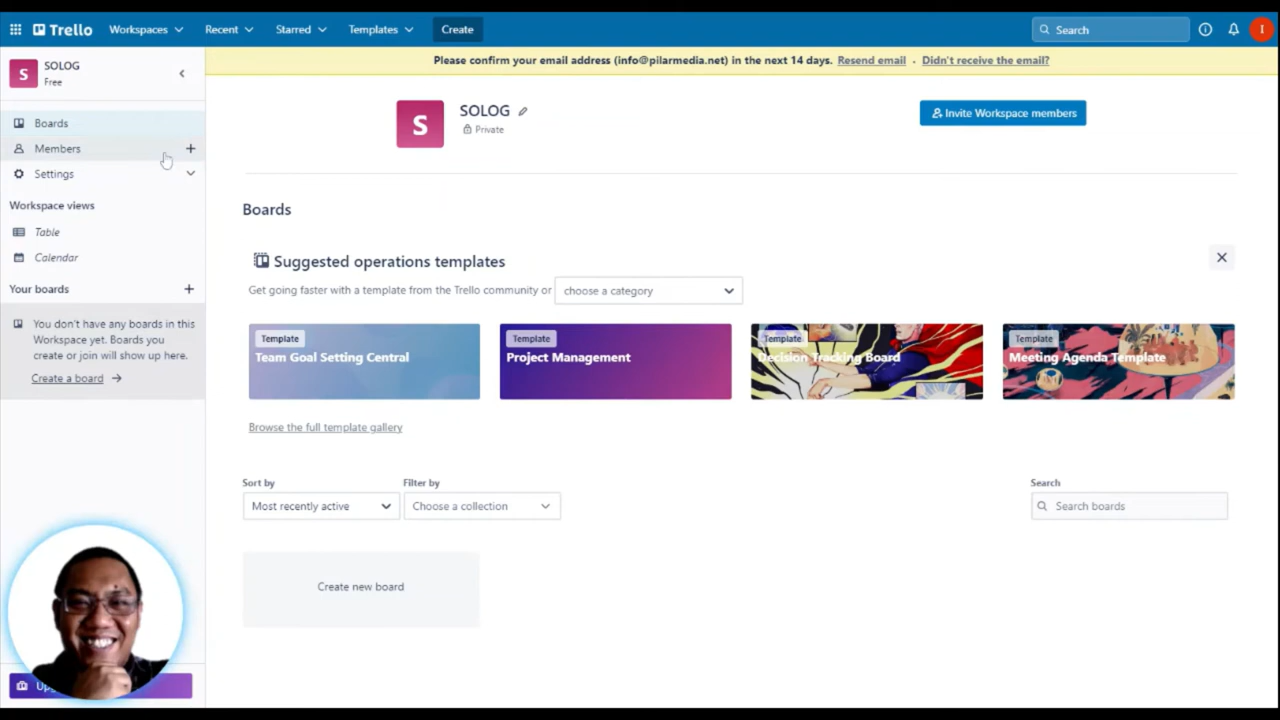 Trello Workspaces Recent Starred Templates Create Search I
S SOLOG
Free
Please confirm your email address (info@pilarmedia.net) in the next 14 days. Resend email · Didn't receive the email?
Boards
Members
Settings
Workspace views
Table
Calendar
Your boards
You don't have any boards in this
Workspace yet. Boards you
create or join will show up here.
Create a board
S SOLOG
Private
Invite Workspace members
Boards
Suggested operations templates
Get going faster with a template from the Trello community or choose a category
Template
Team Goal Setting Central
Template
Project Management
Template
Decision Tracking Board
Template
Meeting Agenda Template
Browse the full template gallery
Sort by
Most recently active
Filter by
Choose a collection
Search
Search boards
Create new board